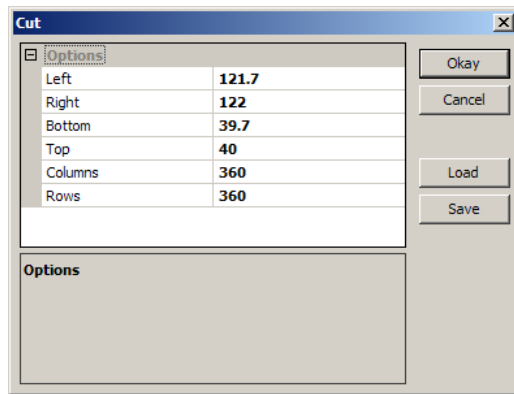 Cut
Options
Left 121.7
Right 122
Bottom 39.7
Top 40
Columns 360
Rows 360
Okay
Cancel
Load
Save
Options